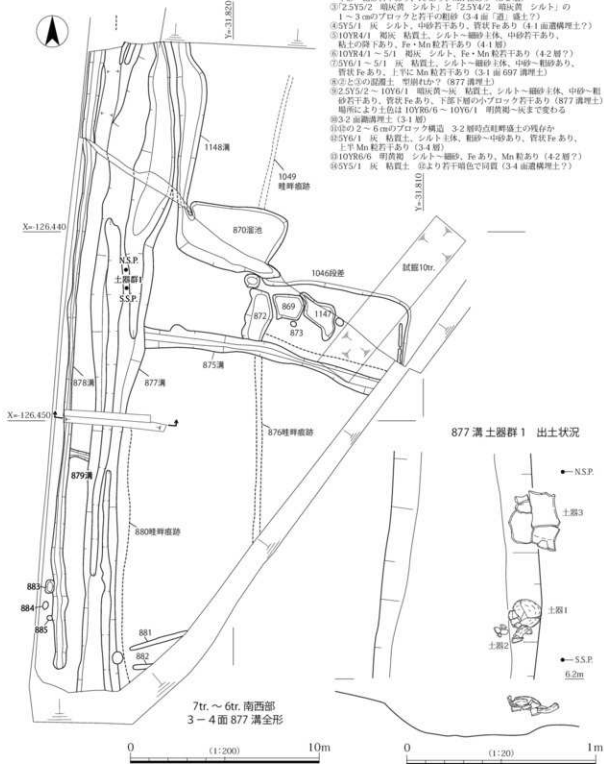 ③「2.5Y5/2 暗灰黄 シルト」と「2.5Y4/2 暗灰黄 シルト」の
1～3㎝のブロックと若干の粗砂（3-4面「道」盛土？）
④5Y5/1 灰 シルト、中砂若干あり、管状Feあり（4-1面遺構埋土？）
⑤10YR4/1 褐灰 粘質土、シルト～細砂主体、中砂若干あり、
粘土の降下あり、Fe・Mn粒若干あり（4-1層）
⑥10YR4/1～5/1 褐灰 シルト、Fe・Mn粒若干あり（4-2層？）
⑦5Y6/1～5/1 灰 粘質土、シルト～細砂主体、中砂～粗砂あり、
管状Feあり、上半にMn粒若干あり（3-1面697溝埋土）
⑧②と③の混濁土 型崩れか？（877溝埋土）
⑨2.5Y5/2～10Y6/1 暗灰黄～灰 粘質土、シルト～細砂主体、中砂～粗
砂若干あり、管状Feあり、下部下層の小ブロック若干あり（877溝埋土）
場所により土色は10YR6/6～10Y6/1 明黄褐～灰まで変わる
⑩3-2面鋤溝埋土（3-1層）
⑪⑫の2～6㎝のブロック構造 3-2層時点畦畔盛土の残存か
⑫5Y6/1 灰 粘質土、シルト主体、粗砂～中砂あり、管状Feあり、
上半Mn粒若干あり（3-4層）
⑬10YR6/6 明黄褐 シルト～細砂、Feあり、Mn粒あり（4-2層？）
⑭5Y5/1 灰 粘質土 ⑫より若干暗色で同質（3-4面遺構埋土？）
Y=-31,820
Y=-31,810
1148溝
1049
畦畔痕跡
870溜池
X=-126,440
N.S.P.
土器群1
S.S.P.
1046段差
試掘10tr.
872
869
1147
873
875溝
878溝
877溝
X=-126,450
876畦畔痕跡
879溝
880畦畔痕跡
883
884
885
881
882
877溝 土器群1 出土状況
N.S.P.
土器3
土器1
土器2
S.S.P.
6.2m
7tr.～6tr. 南西部
3－4面 877溝全形
0
(1:200)
10m
0
(1:20)
1m